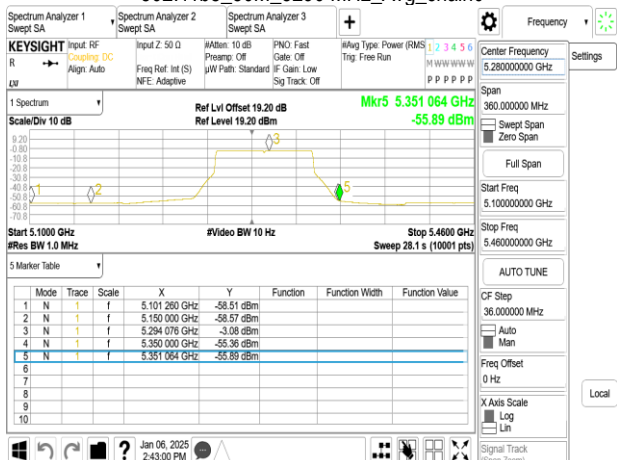 Spectrum Analyzer 1
Swept SA
Spectrum Analyzer 2
Swept SA
Spectrum Analyzer 3
Swept SA
+
Frequency
KEYSIGHT
R
LXI
Input: RF
Coupling: DC
Align: Auto
Input Z: 50 Ω
Freq Ref: Int (S)
NFE: Adaptive
#Atten: 10 dB
Preamp: Off
µW Path: Standard
PNO: Fast
Gate: Off
IF Gain: Low
Sig Track: Off
#Avg Type: Power (RMS
Trig: Free Run
1 2 3 4 5 6
M W W W W W
P P P P P P
Center Frequency
5.280000000 GHz
Settings
Span
360.000000 MHz
Swept Span
Zero Span
Full Span
Start Freq
5.100000000 GHz
Stop Freq
5.460000000 GHz
AUTO TUNE
CF Step
36.000000 MHz
Auto
Man
Freq Offset
0 Hz
X Axis Scale
Log
Lin
Signal Track
Local
1 Spectrum
Scale/Div 10 dB
Ref Lvl Offset 19.20 dB
Ref Level 19.20 dBm
Mkr5 5.351 064 GHz
-55.89 dBm
9.20
-0.80
-10.8
-20.8
-30.8
-40.8
-50.8
-60.8
-70.8
1
2
3
5
Start 5.1000 GHz
#Res BW 1.0 MHz
#Video BW 10 Hz
Stop 5.4600 GHz
Sweep 28.1 s (10001 pts)
5 Marker Table
Mode Trace Scale X Y Function Function Width Function Value
1 N 1 f 5.101 260 GHz -58.51 dBm
2 N 1 f 5.150 000 GHz -58.57 dBm
3 N 1 f 5.294 076 GHz -3.08 dBm
4 N 1 f 5.350 000 GHz -55.36 dBm
5 N 1 f 5.351 064 GHz -55.89 dBm
6
7
8
9
10
?
Jan 06, 2025
2:43:00 PM